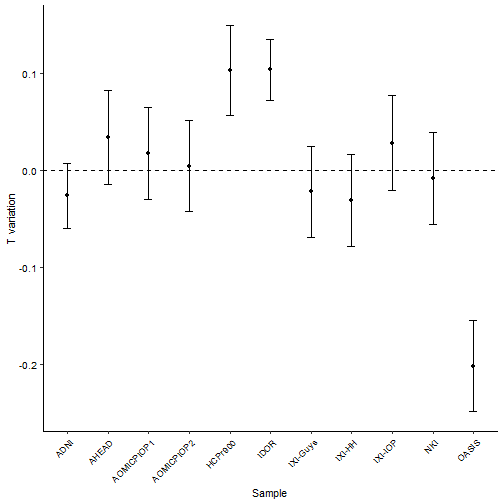 T variation
0.1
0.0
-0.1
-0.2
ADNI
AHEAD
AOMICPIOP1
AOMICPIOP2
HCPr900
IDOR
IXI-Guys
IXI-HH
IXI-IOP
NKI
OASIS
Sample